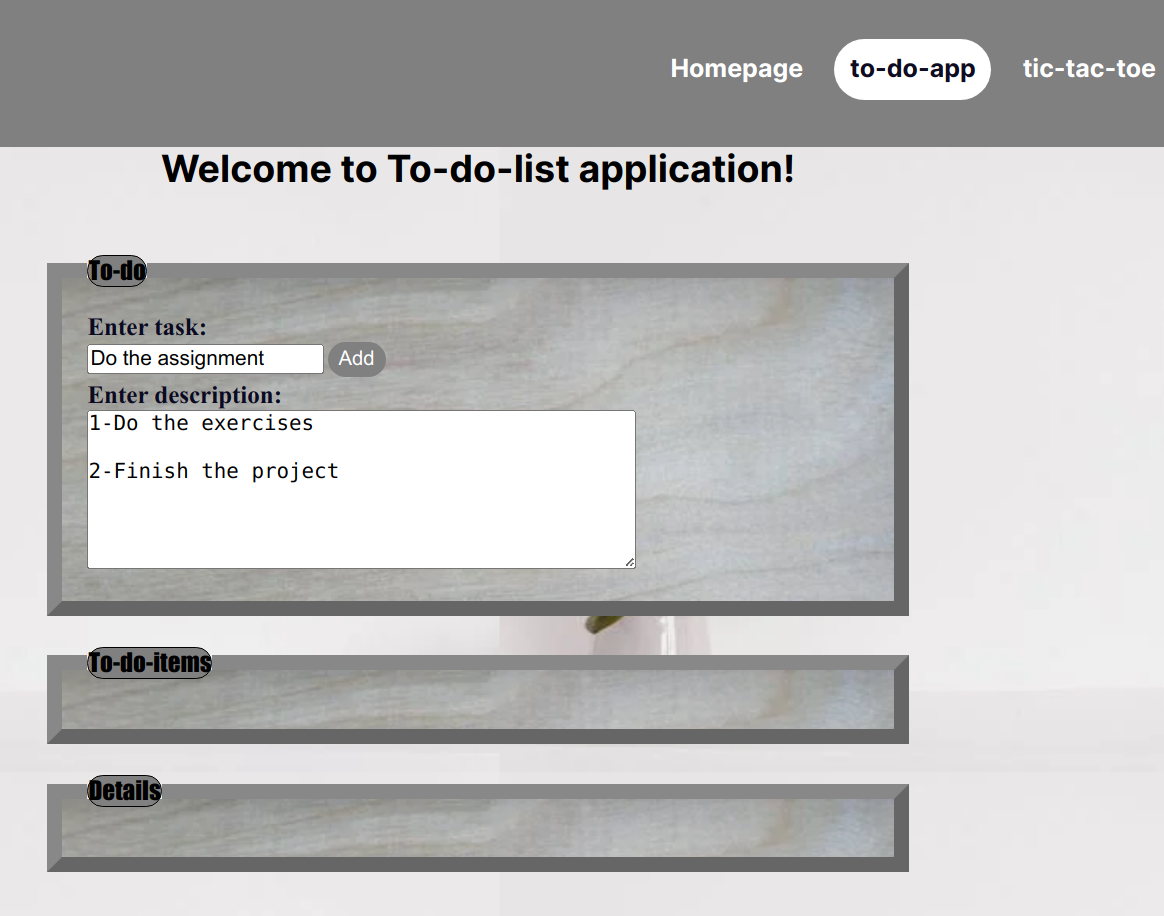 Homepage to-do-app tic-tac-toe
Welcome to To-do-list application!
To-do
Enter task:
Do the assignment Add
Enter description:
1-Do the exercises
2-Finish the project
To-do-items
Details